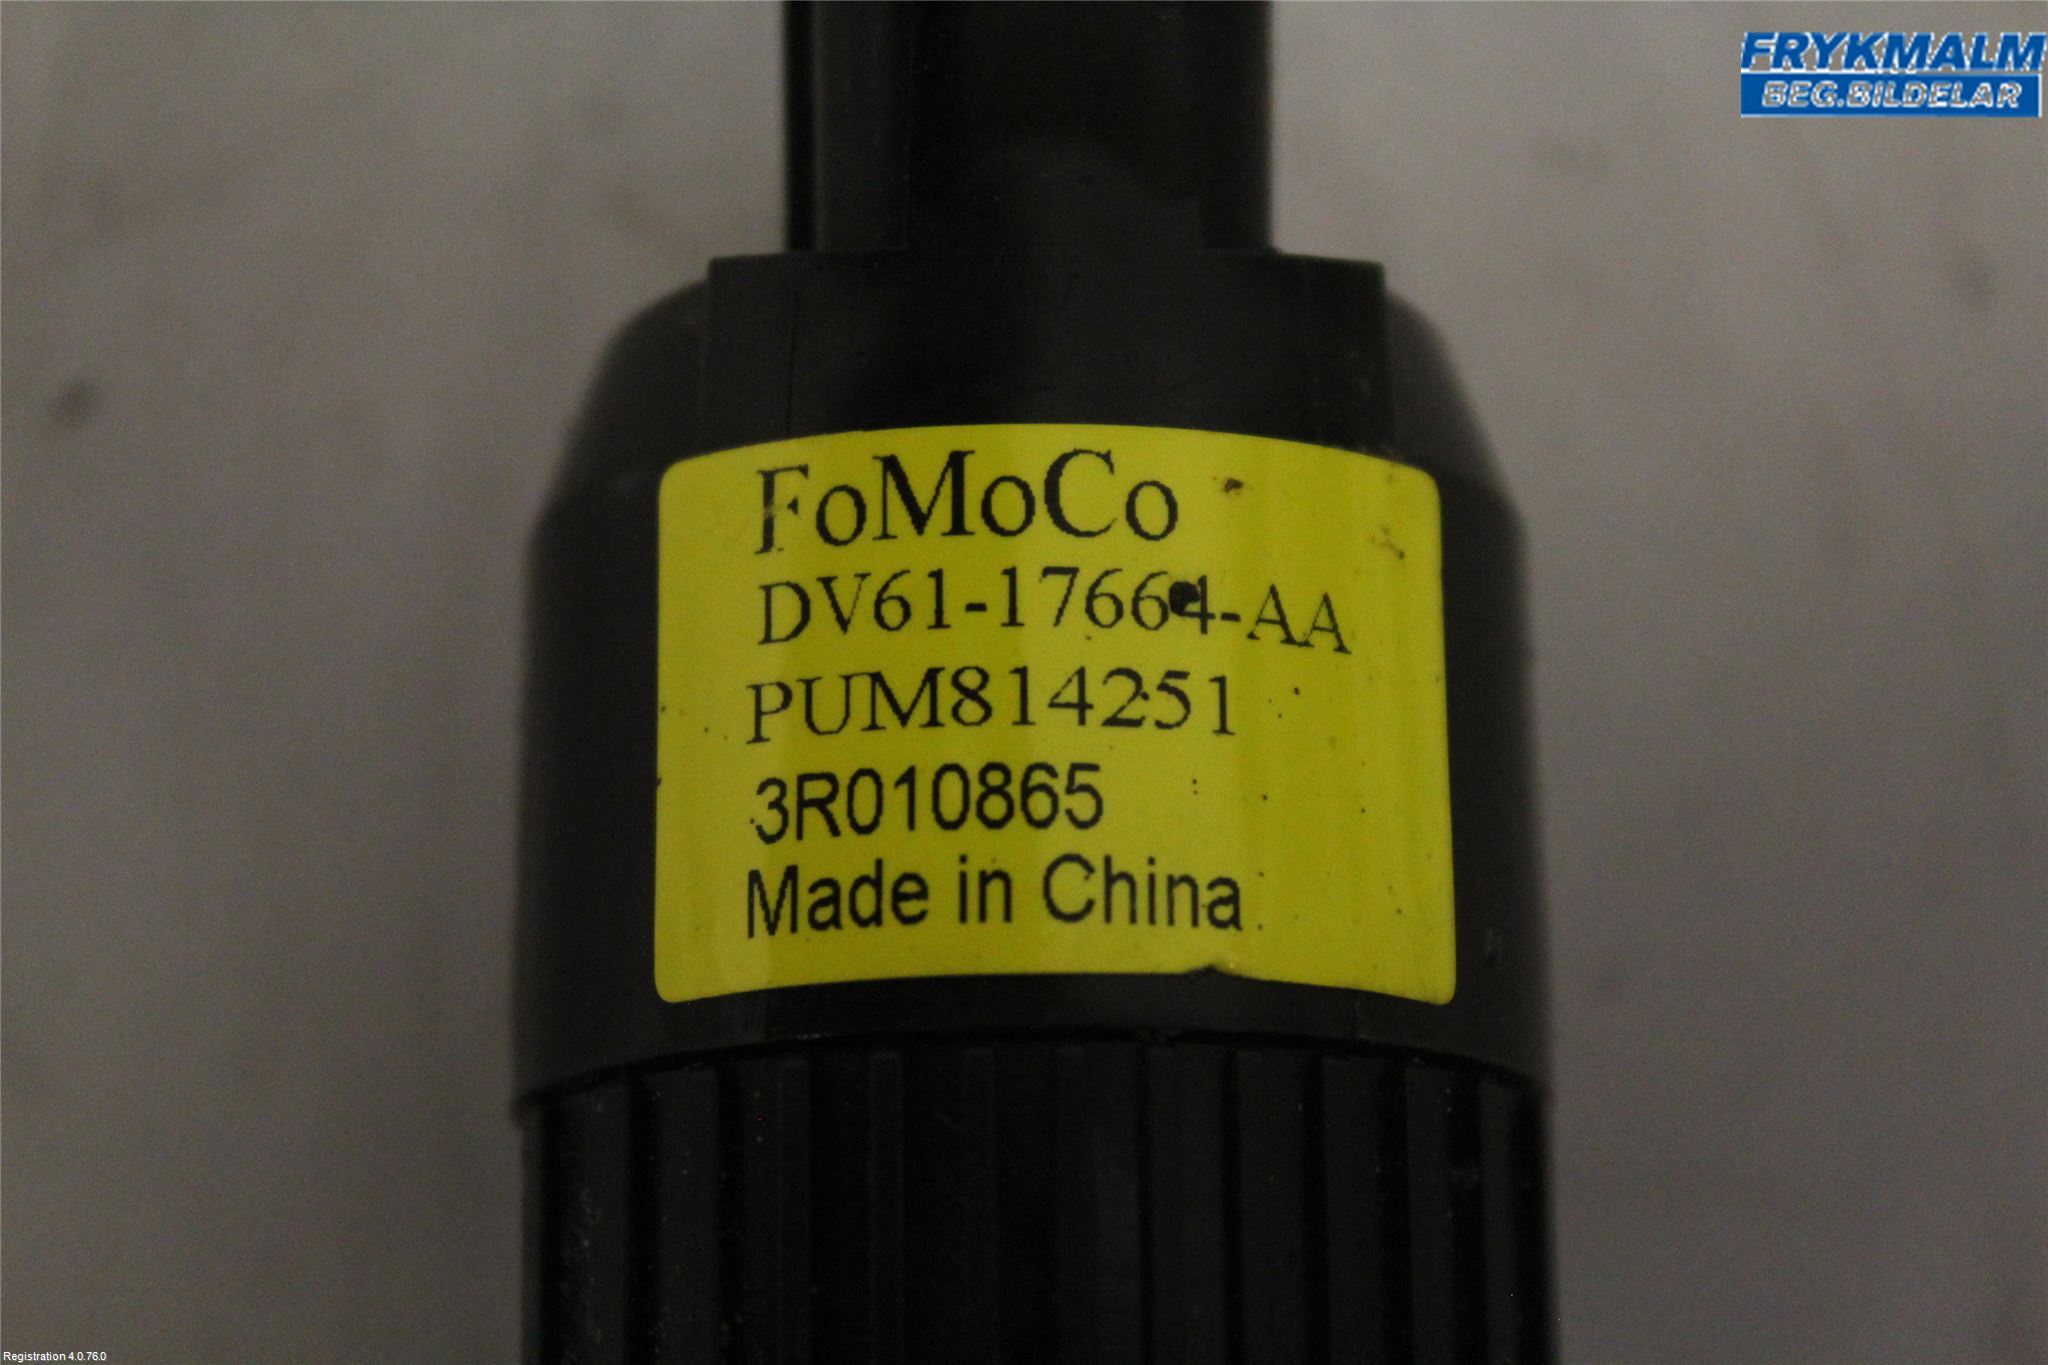 FRYKMALM
BEG.BILDELAR
FoMoCo
DV61-17664-AA
PUM814251
3R010865
Made in China
Registration 4.0.76.0